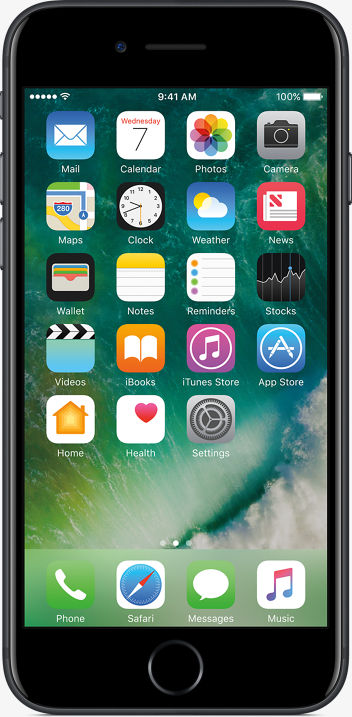 9:41 AM 100%
Wednesday
7
Mail Calendar Photos Camera
280
Maps Clock Weather News
Wallet Notes Reminders Stocks
Videos iBooks iTunes Store App Store
Home Health Settings
Phone Safari Messages Music